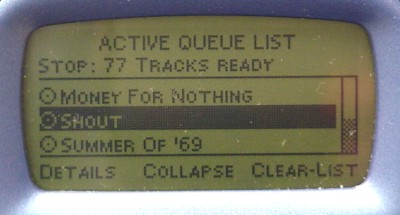 ACTIVE QUEUE LIST
STOP: 77 TRACKS READY
MONEY FOR NOTHING
SHOUT
SUMMER OF '69
DETAILS COLLAPSE CLEAR-LIST